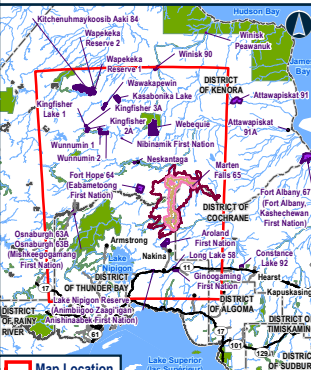 Hudson Bay
Kitchenuhmaykoosib Aaki 84
Wapekeka
Reserve 2
Winisk
Peawanuk
Wapekeka
Reserve 1
Winisk 90
James
Bay
Wawakapewin
DISTRICT
OF KENORA
Kasabonika Lake
Attawapiskat 91
Kingfisher
Lake 1
Kingfisher 3A
Kingfisher
2A
Webequie
Attawapiskat
91A
Wunnumin 1
Nibinamik First Nation
Wunnumin 2
Neskantaga
Marten
Falls 65
Fort Hope 64
(Eabametoong
First Nation)
Fort Albany 67
(Fort Albany,
Kashechewan
First Nation)
DISTRICT OF
COCHRANE
Osnaburgh 63A
Osnaburgh 63B
(Mishkeegogamang
First Nation)
Aroland
First Nation
Armstrong
Nakina
Long Lake 58
Constance
Lake 92
Lake
Nipigon
11
Hearst
DISTRICT
OF THUNDER BAY
Ginoogaming
First Nation
Kapuskasing
17
Lake Nipigon Reserve
(Animbiigoo Zaagi'igan
Anishinaabek First Nation)
DISTRICT
OF ALGOMA
DISTRICT
OF RAINY
RIVER
11
17
61
DISTRICT O
TIMISKAMIN
17
101
129
Lake Superior
(lac Supérieur)
DISTRIC
OF SUDBUR
Map Location